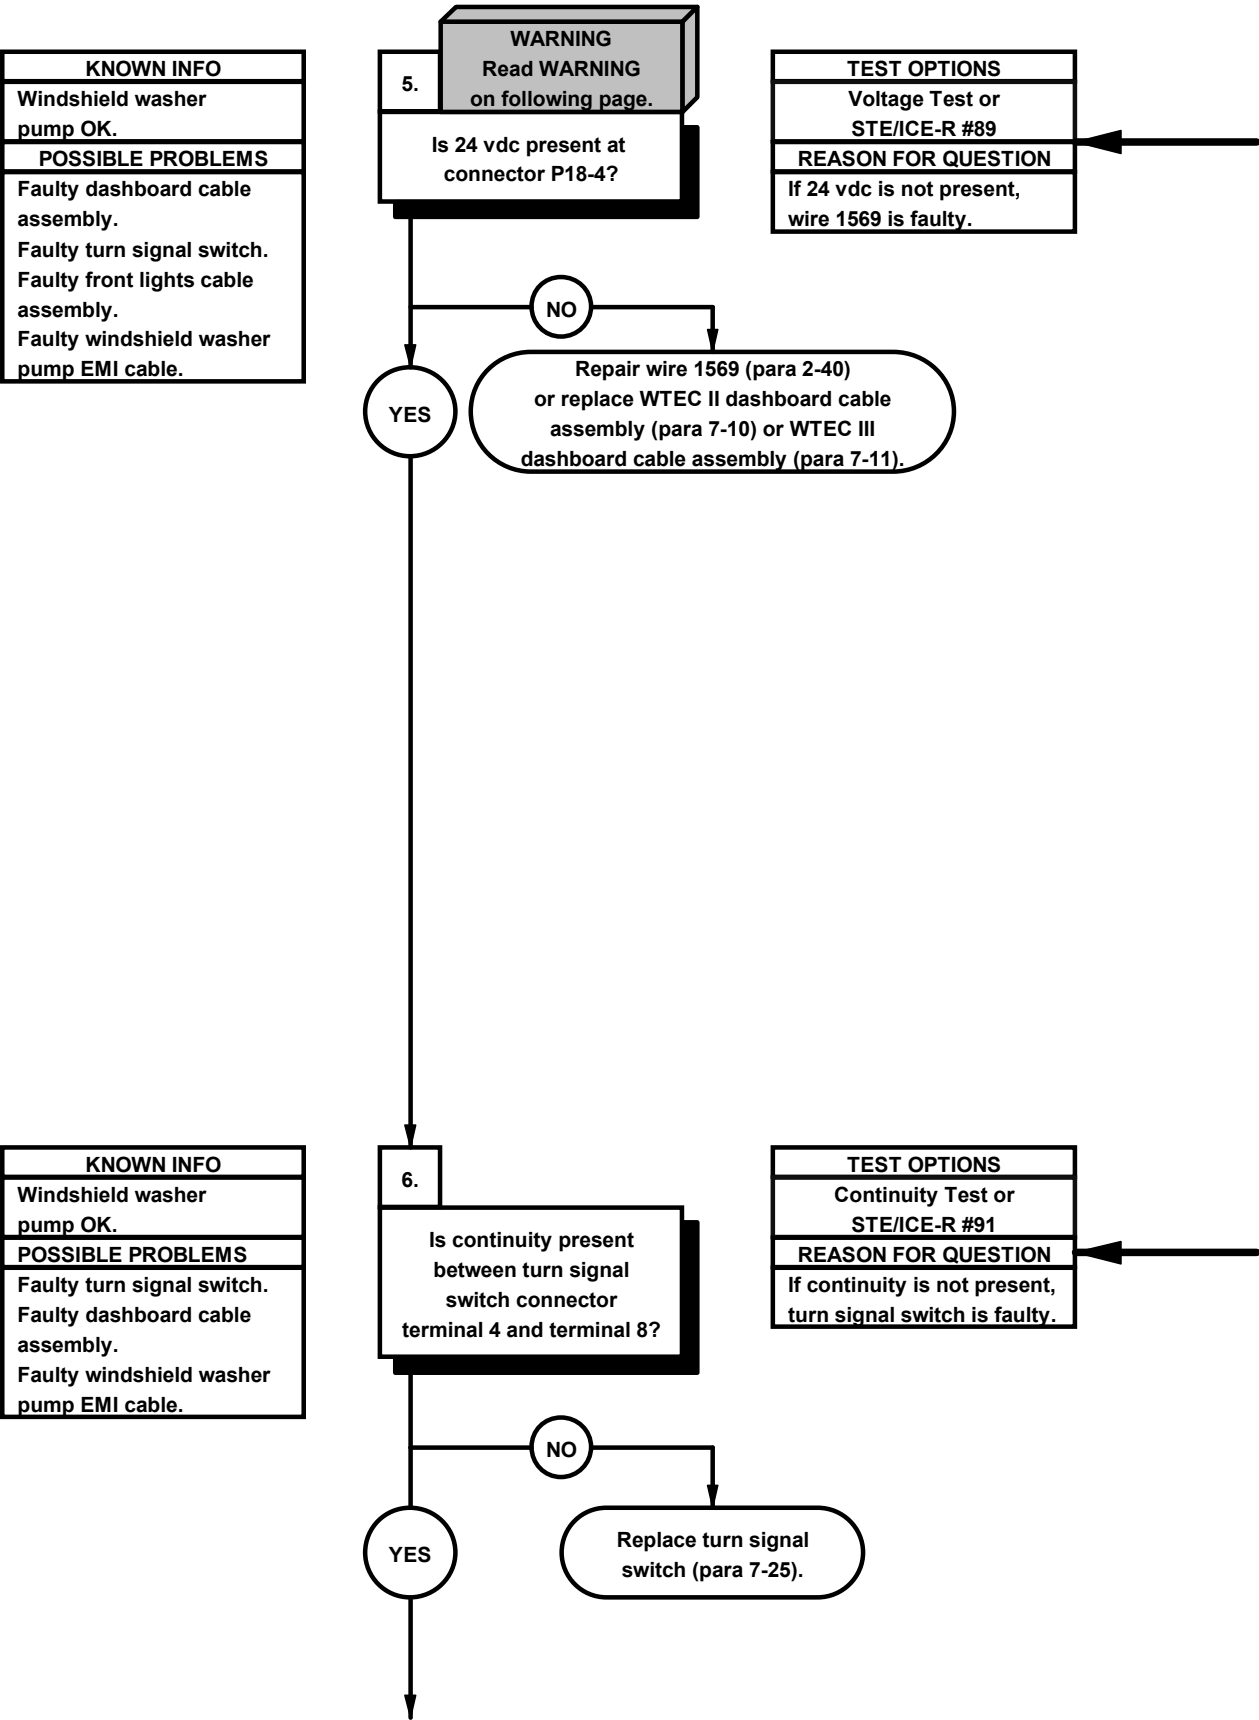 KNOWN INFO
Windshield washer
pump OK.
POSSIBLE PROBLEMS
Faulty dashboard cable
assembly.
Faulty turn signal switch.
Faulty front lights cable
assembly.
Faulty windshield washer
pump EMI cable.
WARNING
Read WARNING
on following page.
5.
Is 24 vdc present at
connector P18-4?
TEST OPTIONS
Voltage Test or
STE/ICE-R #89
REASON FOR QUESTION
If 24 vdc is not present,
wire 1569 is faulty.
NO
YES
Repair wire 1569 (para 2-40)
or replace WTEC II dashboard cable
assembly (para 7-10) or WTEC III
dashboard cable assembly (para 7-11).
KNOWN INFO
Windshield washer
pump OK.
POSSIBLE PROBLEMS
Faulty turn signal switch.
Faulty dashboard cable
assembly.
Faulty windshield washer
pump EMI cable.
6.
Is continuity present
between turn signal
switch connector
terminal 4 and terminal 8?
TEST OPTIONS
Continuity Test or
STE/ICE-R #91
REASON FOR QUESTION
If continuity is not present,
turn signal switch is faulty.
NO
YES
Replace turn signal
switch (para 7-25).